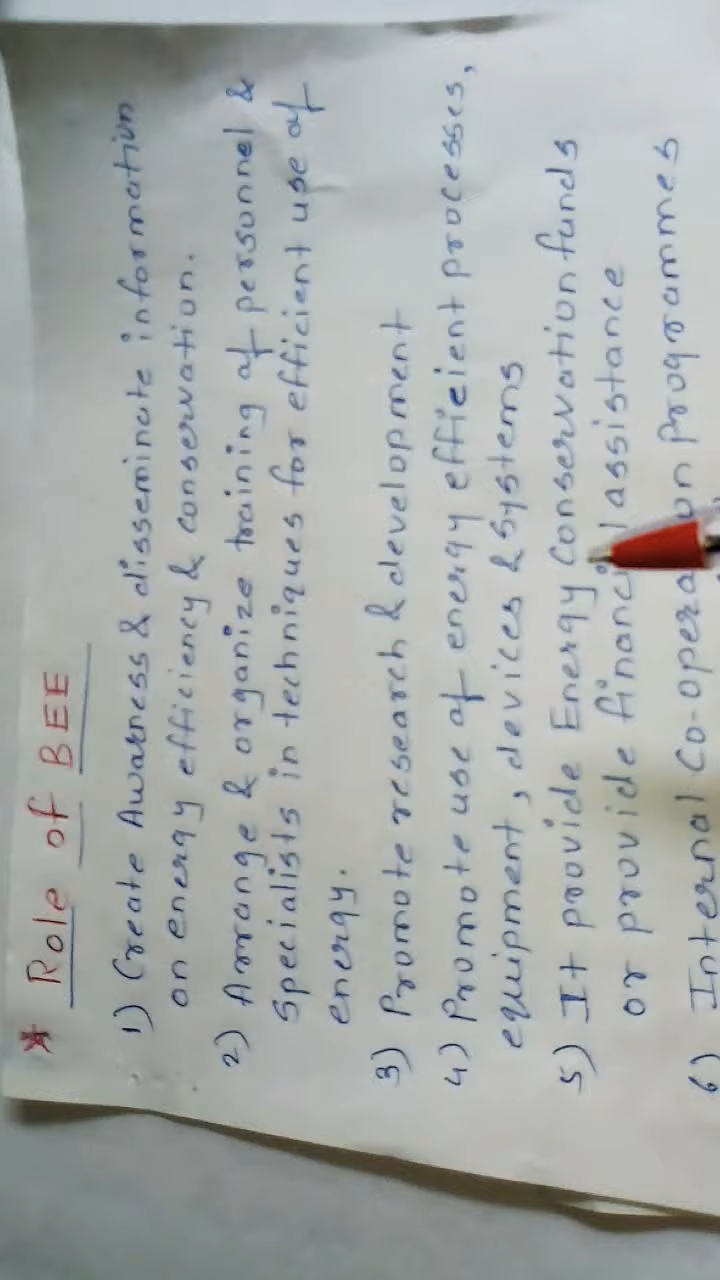 * Role of BEE
1) Create Awarness & disseminate information
on energy efficiency & conservation.
2) Arrange & organize training of personnel &
Specialists in techniques for efficient use of
energy.
3) Promote research & development
4) Promote use of energy efficient processes,
equipment, devices & Systems
5) It provide Energy Conservation funds
or provide financial assistance
6) Internal Co-operation programmes